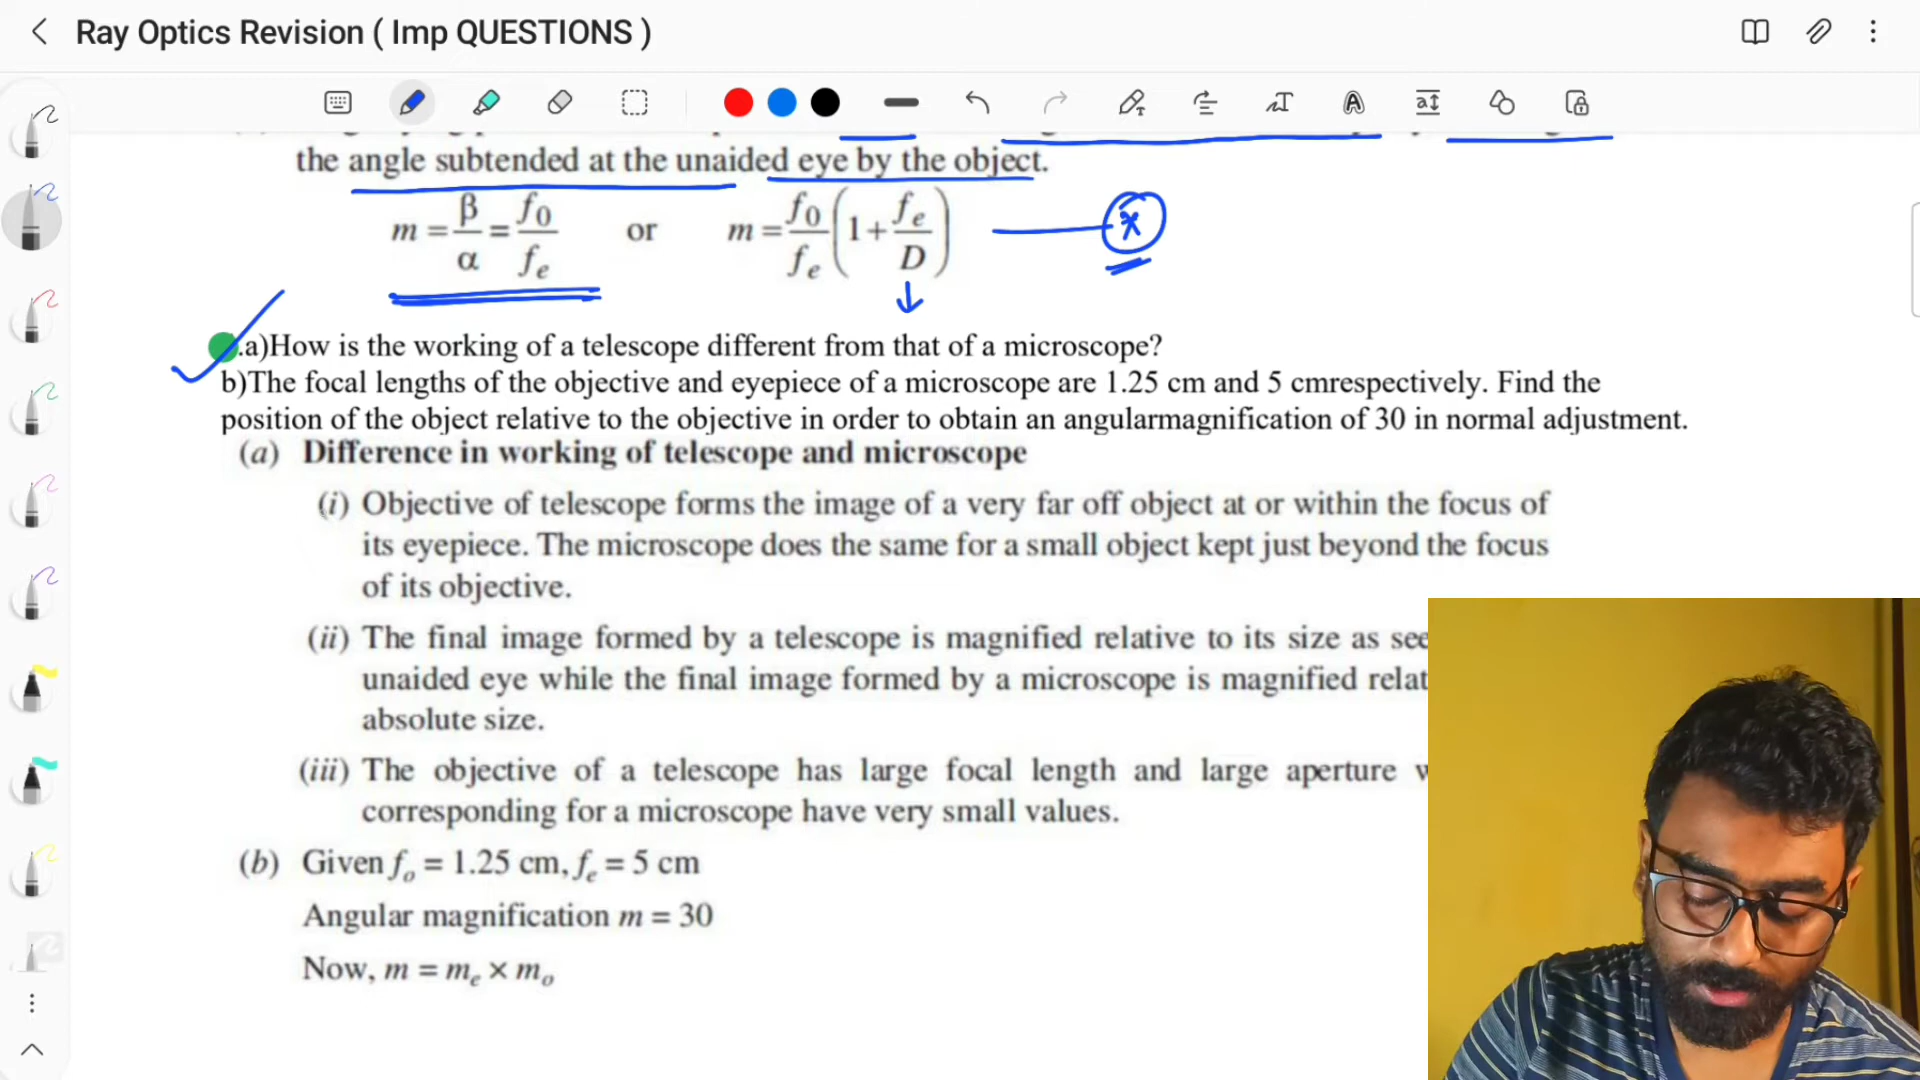 Ray Optics Revision ( Imp QUESTIONS )
the angle subtended at the unaided eye by the object.
m = β/α = f0/fe or m = f0/fe (1 + fe/D)
.a)How is the working of a telescope different from that of a microscope?
b)The focal lengths of the objective and eyepiece of a microscope are 1.25 cm and 5 cmrespectively. Find the
position of the object relative to the objective in order to obtain an angularmagnification of 30 in normal adjustment.
(a) Difference in working of telescope and microscope
(i) Objective of telescope forms the image of a very far off object at or within the focus of
its eyepiece. The microscope does the same for a small object kept just beyond the focus
of its objective.
(ii) The final image formed by a telescope is magnified relative to its size as
unaided eye while the final image formed by a microscope is magnified
absolute size.
(iii) The objective of a telescope has large focal length and large aperture
corresponding for a microscope have very small values.
(b) Given fo = 1.25 cm, fe = 5 cm
Angular magnification m = 30
Now, m = me × mo